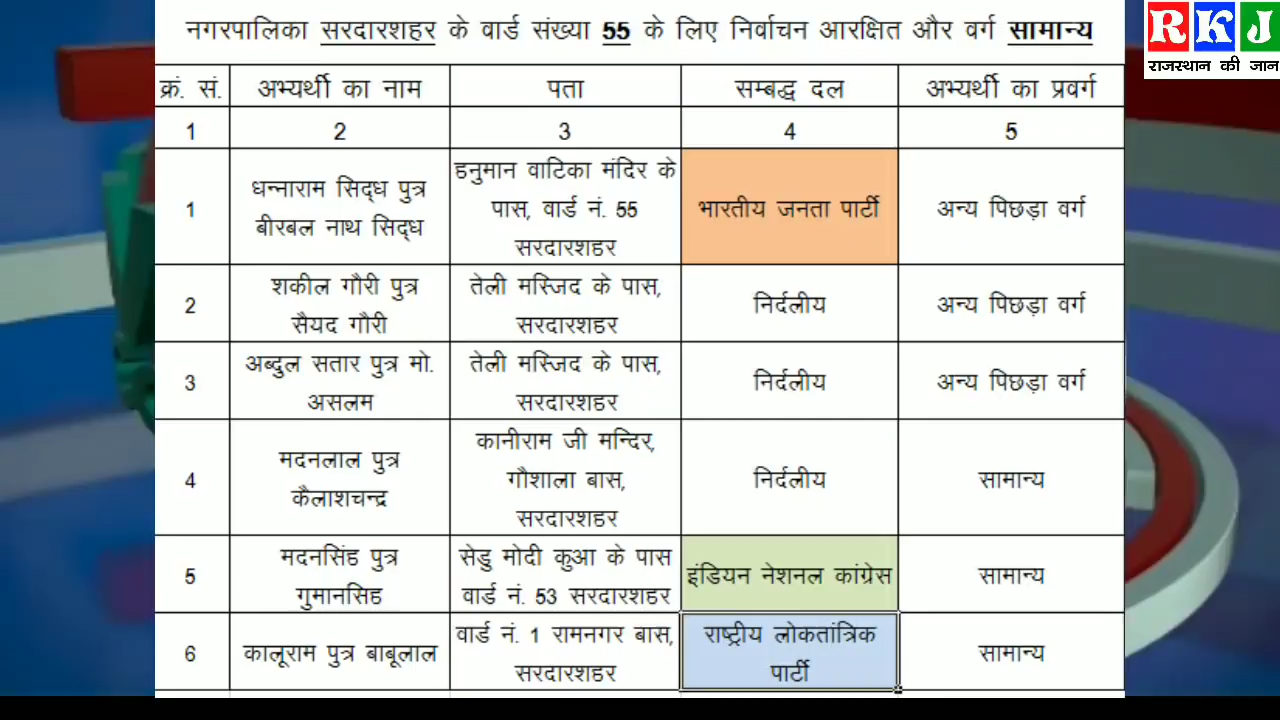 नगरपालिका सरदारशहर के वार्ड संख्या 55 के लिए निर्वाचन आरक्षित और वर्ग सामान्य
RKJ
राजस्थान की जान
क्रं. सं. अभ्यर्थी का नाम पता सम्बद्ध दल अभ्यर्थी का प्रवर्ग
1 2 3 4 5
1 धन्नाराम सिद्ध पुत्र बीरबल नाथ सिद्ध हनुमान वाटिका मंदिर के पास, वार्ड नं. 55 सरदारशहर भारतीय जनता पार्टी अन्य पिछड़ा वर्ग
2 शकील गौरी पुत्र सैयद गौरी तेली मस्जिद के पास, सरदारशहर निर्दलीय अन्य पिछड़ा वर्ग
3 अब्दुल सतार पुत्र मो. असलम तेली मस्जिद के पास, सरदारशहर निर्दलीय अन्य पिछड़ा वर्ग
4 मदनलाल पुत्र कैलाशचन्द्र कानीराम जी मन्दिर, गौशाला बास, सरदारशहर निर्दलीय सामान्य
5 मदनसिंह पुत्र गुमानसिह सेडु मोदी कुआ के पास वार्ड नं. 53 सरदारशहर इंडियन नेशनल कांग्रेस सामान्य
6 कालूराम पुत्र बाबूलाल वार्ड नं. 1 रामनगर बास, सरदारशहर राष्ट्रीय लोकतांत्रिक पार्टी सामान्य